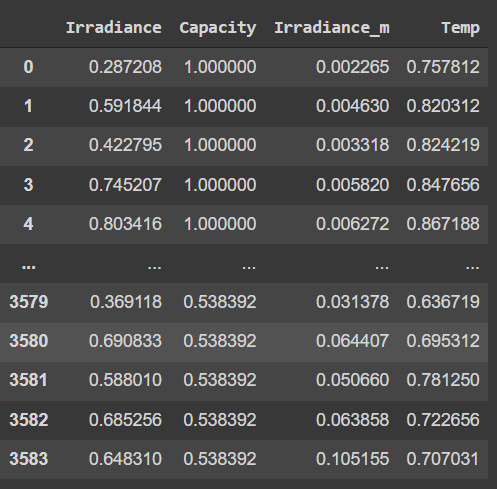 Irradiance Capacity Irradiance_m Temp
0 0.287208 1.000000 0.002265 0.757812
1 0.591844 1.000000 0.004630 0.820312
2 0.422795 1.000000 0.003318 0.824219
3 0.745207 1.000000 0.005820 0.847656
4 0.803416 1.000000 0.006272 0.867188
... ... ... ... ...
3579 0.369118 0.538392 0.031378 0.636719
3580 0.690833 0.538392 0.064407 0.695312
3581 0.588010 0.538392 0.050660 0.781250
3582 0.685256 0.538392 0.063858 0.722656
3583 0.648310 0.538392 0.105155 0.707031